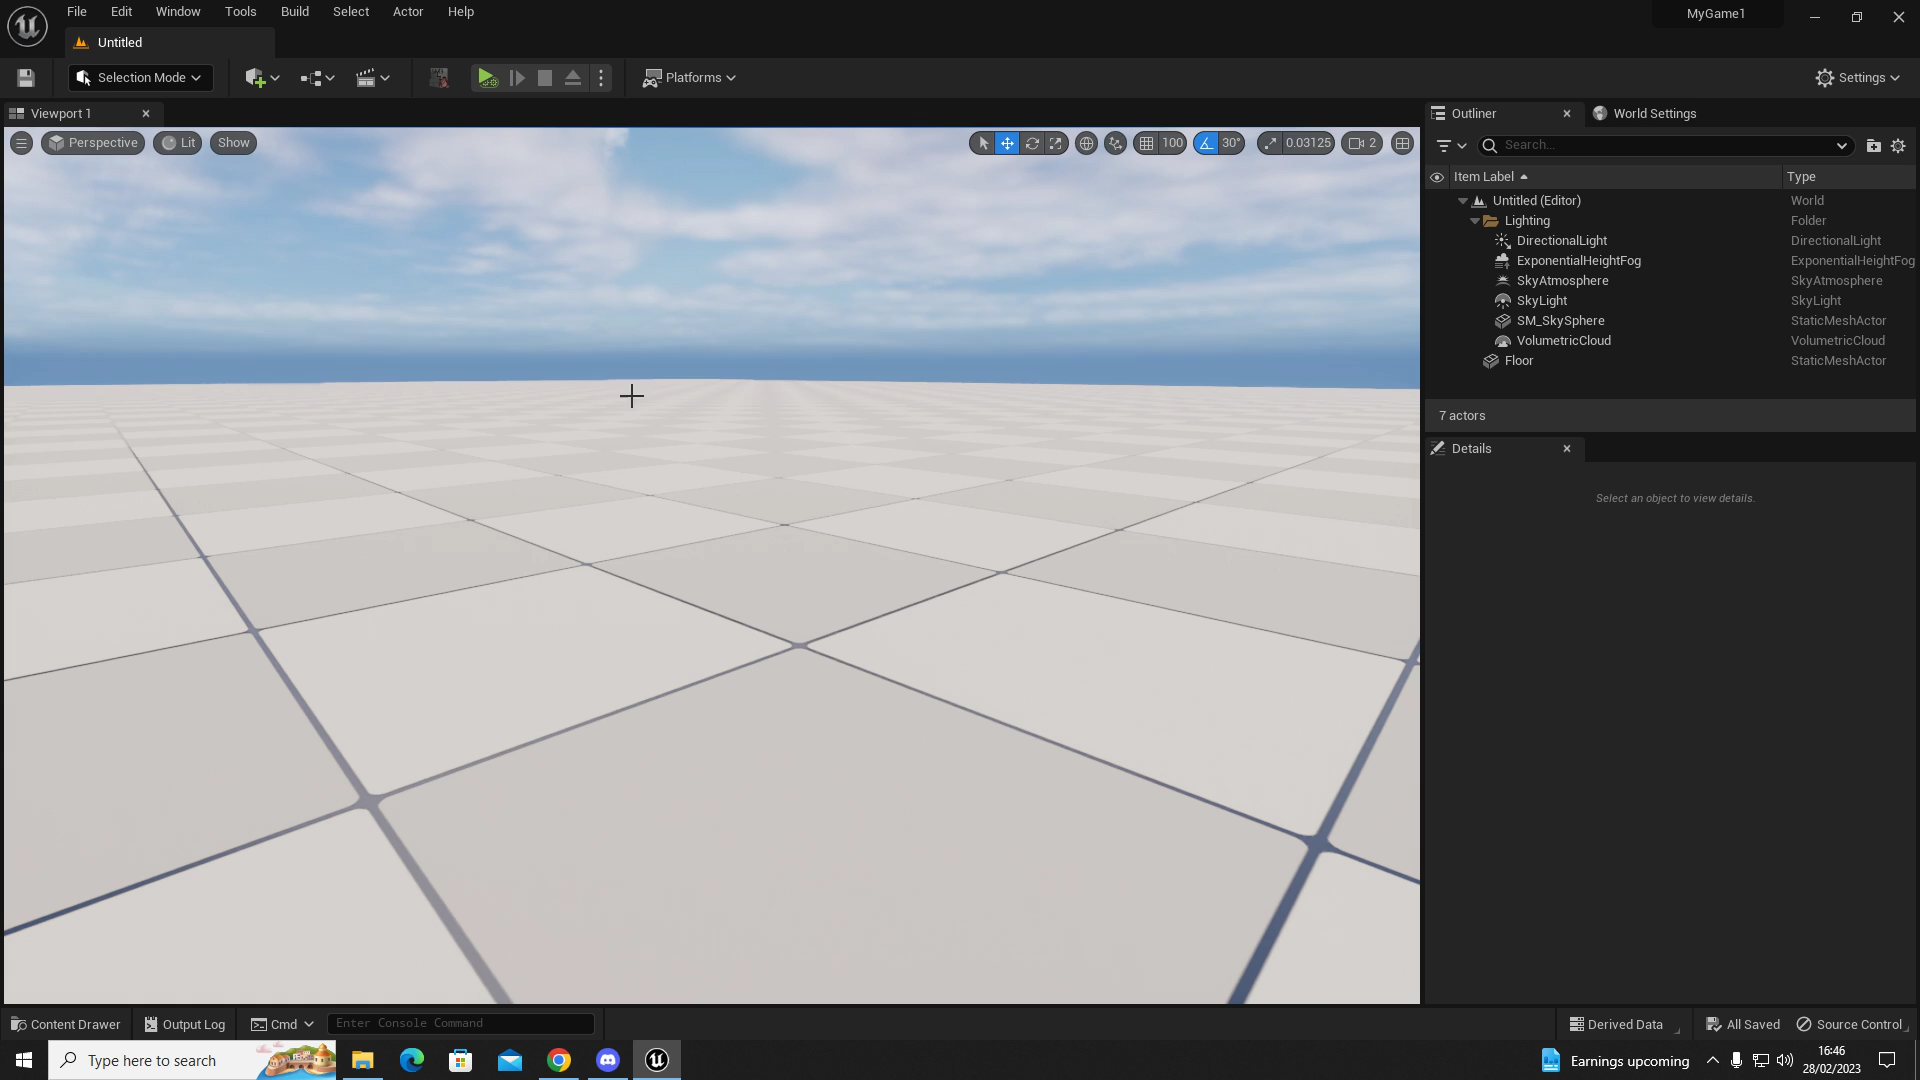 File Edit Window Tools Build Select Actor Help
MyGame1
Untitled
Selection Mode
Platforms
Settings
Viewport 1
Outliner
World Settings
Perspective
Lit
Show
100
30°
0.03125
2
Search...
Item Label
Type
Untitled (Editor) World
Lighting Folder
DirectionalLight DirectionalLight
ExponentialHeightFog ExponentialHeightFog
SkyAtmosphere SkyAtmosphere
SkyLight SkyLight
SM_SkySphere StaticMeshActor
VolumetricCloud VolumetricCloud
Floor StaticMeshActor
7 actors
Details
Select an object to view details.
Content Drawer
Output Log
Cmd
Enter Console Command
Derived Data
All Saved
Source Control
Type here to search
Earnings upcoming
16:46
28/02/2023